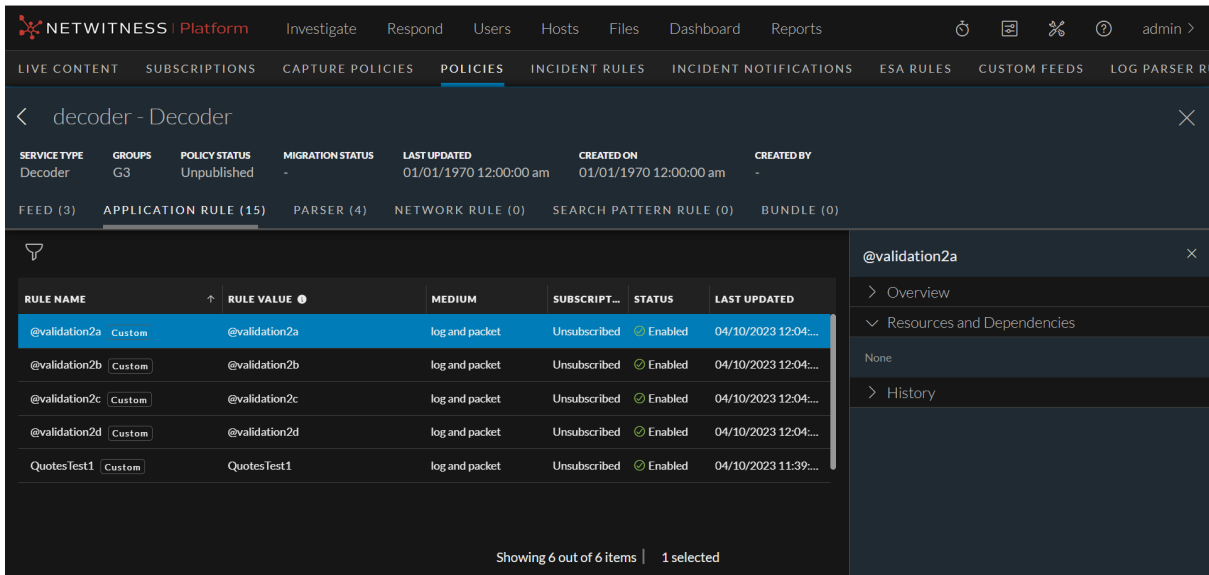 NETWITNESS Platform Investigate Respond Users Hosts Files Dashboard Reports admin >
LIVE CONTENT SUBSCRIPTIONS CAPTURE POLICIES POLICIES INCIDENT RULES INCIDENT NOTIFICATIONS ESA RULES CUSTOM FEEDS LOG PARSER R
decoder - Decoder
SERVICE TYPE GROUPS POLICY STATUS MIGRATION STATUS LAST UPDATED CREATED ON CREATED BY
Decoder G3 Unpublished - 01/01/1970 12:00:00 am 01/01/1970 12:00:00 am -
FEED (3) APPLICATION RULE (15) PARSER (4) NETWORK RULE (0) SEARCH PATTERN RULE (0) BUNDLE (0)
@validation2a
RULE NAME RULE VALUE MEDIUM SUBSCRIPT... STATUS LAST UPDATED
@validation2a Custom @validation2a log and packet Unsubscribed Enabled 04/10/2023 12:04:...
@validation2b Custom @validation2b log and packet Unsubscribed Enabled 04/10/2023 12:04:...
@validation2c Custom @validation2c log and packet Unsubscribed Enabled 04/10/2023 12:04:...
@validation2d Custom @validation2d log and packet Unsubscribed Enabled 04/10/2023 12:04:...
QuotesTest1 Custom QuotesTest1 log and packet Unsubscribed Enabled 04/10/2023 11:39:...
Showing 6 out of 6 items | 1 selected
Overview
Resources and Dependencies
None
History